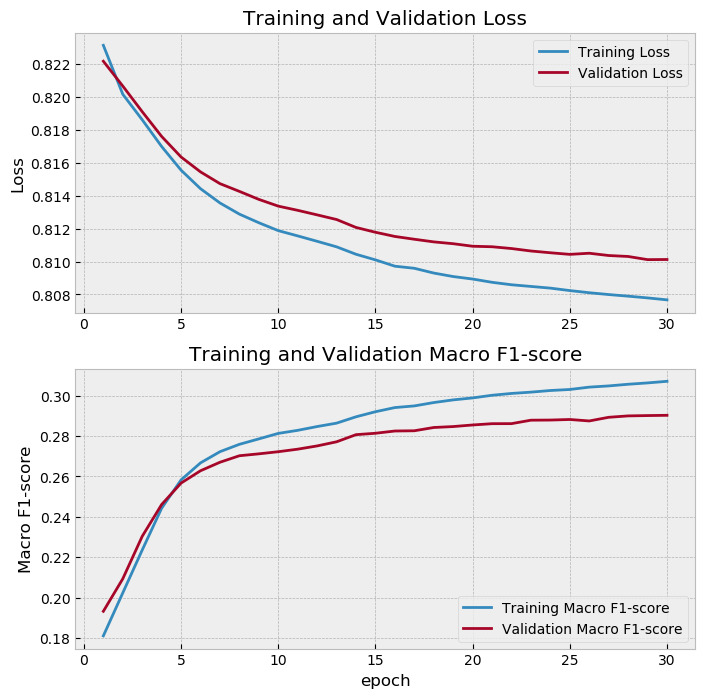 Training and Validation Loss
Training Loss
Validation Loss
0.822
0.820
0.818
0.816
0.814
0.812
0.810
0.808
Loss
0 5 10 15 20 25 30
Training and Validation Macro F1-score
0.30
0.28
0.26
0.24
0.22
0.20
0.18
Macro F1-score
Training Macro F1-score
Validation Macro F1-score
0 5 10 15 20 25 30
epoch